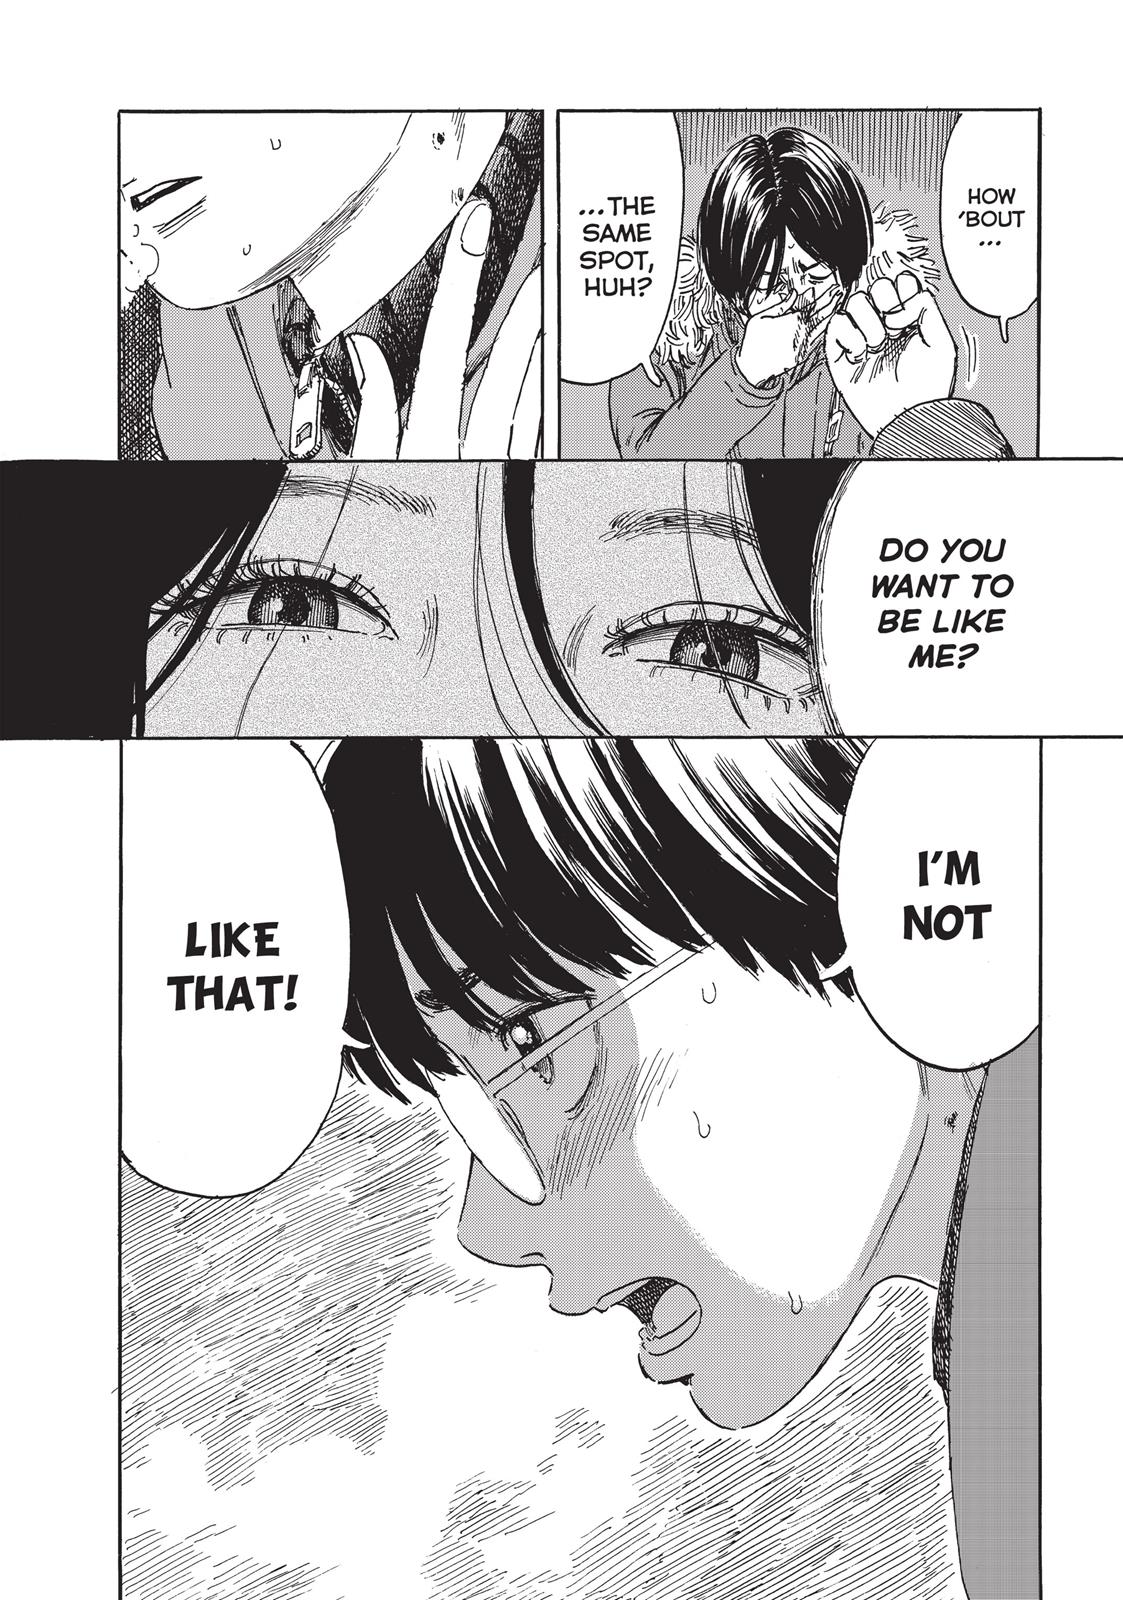 HOW
'BOUT
...
...THE
SAME
SPOT,
HUH?
DO YOU
WANT TO
BE LIKE
ME?
I'M
NOT
LIKE
THAT!